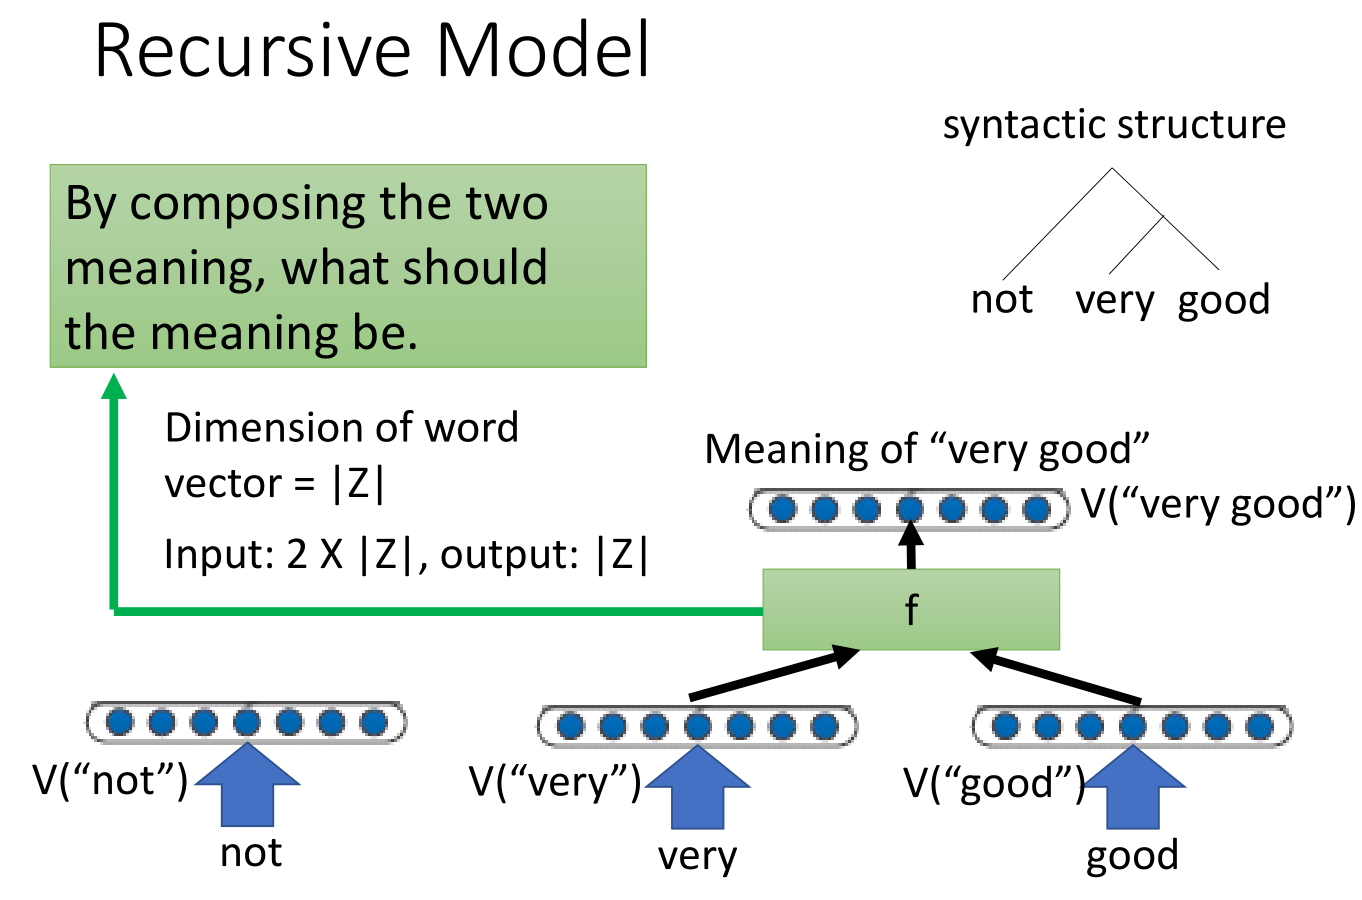 Recursive Model
syntactic structure
not very good
By composing the two
meaning, what should
the meaning be.
Dimension of word
vector = |Z|
Input: 2 X |Z|, output: |Z|
Meaning of “very good”
V(“very good”)
f
V(“not”)
V(“very”)
V(“good”)
not
very
good